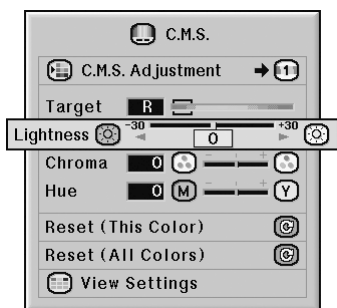 C.M.S.
C.M.S. Adjustment 1
Target R
Lightness -30 0 +30
Chroma 0 - +
Hue 0 M - + Y
Reset (This Color)
Reset (All Colors)
View Settings